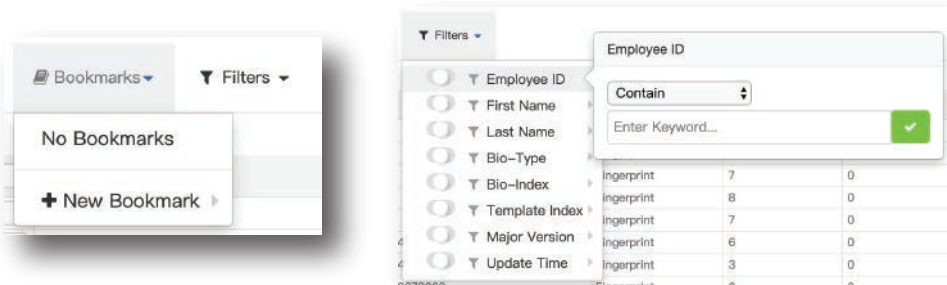 Bookmarks
Filters
No Bookmarks
New Bookmark
Filters
Employee ID
First Name
Last Name
Bio-Type
Bio-Index
Template Index
Major Version
Update Time
Employee ID
Contain
Enter Keyword...
ingerprint 7 0
ingerprint 8 0
ingerprint 7 0
4 ingerprint 6 0
4 ingerprint 3 0